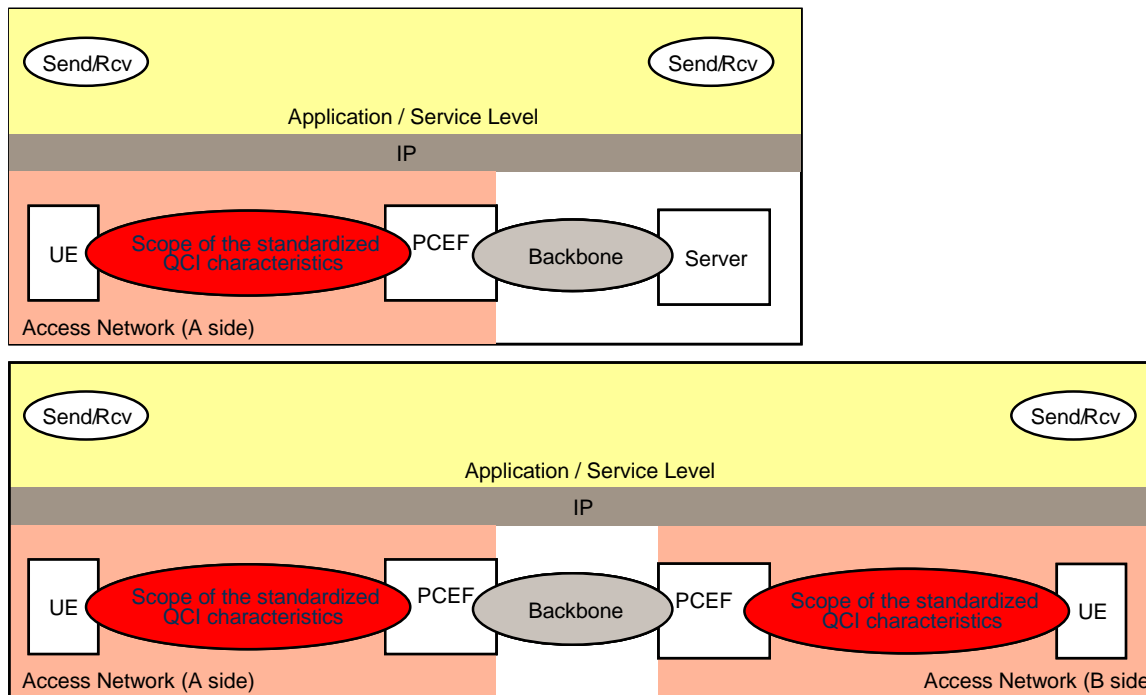 Send/Rcv
Send/Rcv
Application / Service Level
IP
UE
Scope of the standardized
QCI characteristics
PCEF
Backbone
Server
Access Network (A side)
Send/Rcv
Send/Rcv
Application / Service Level
IP
UE
Scope of the standardized
QCI characteristics
PCEF
Backbone
PCEF
Scope of the standardized
QCI characteristics
UE
Access Network (A side)
Access Network (B side